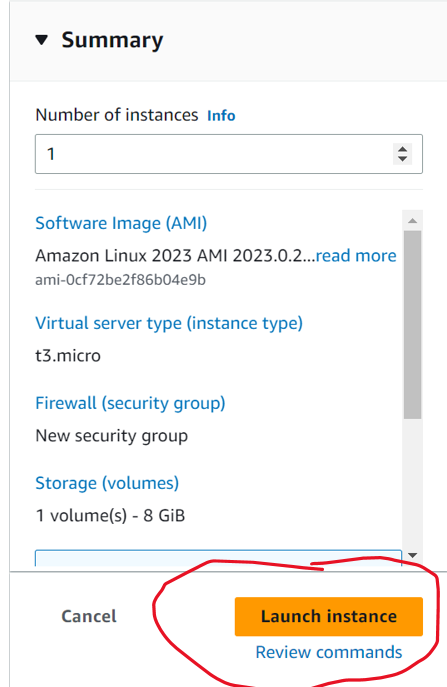 Summary
Number of instances Info
1
Software Image (AMI)
Amazon Linux 2023 AMI 2023.0.2...read more
ami-0cf72be2f86b04e9b
Virtual server type (instance type)
t3.micro
Firewall (security group)
New security group
Storage (volumes)
1 volume(s) - 8 GiB
Cancel
Launch instance
Review commands